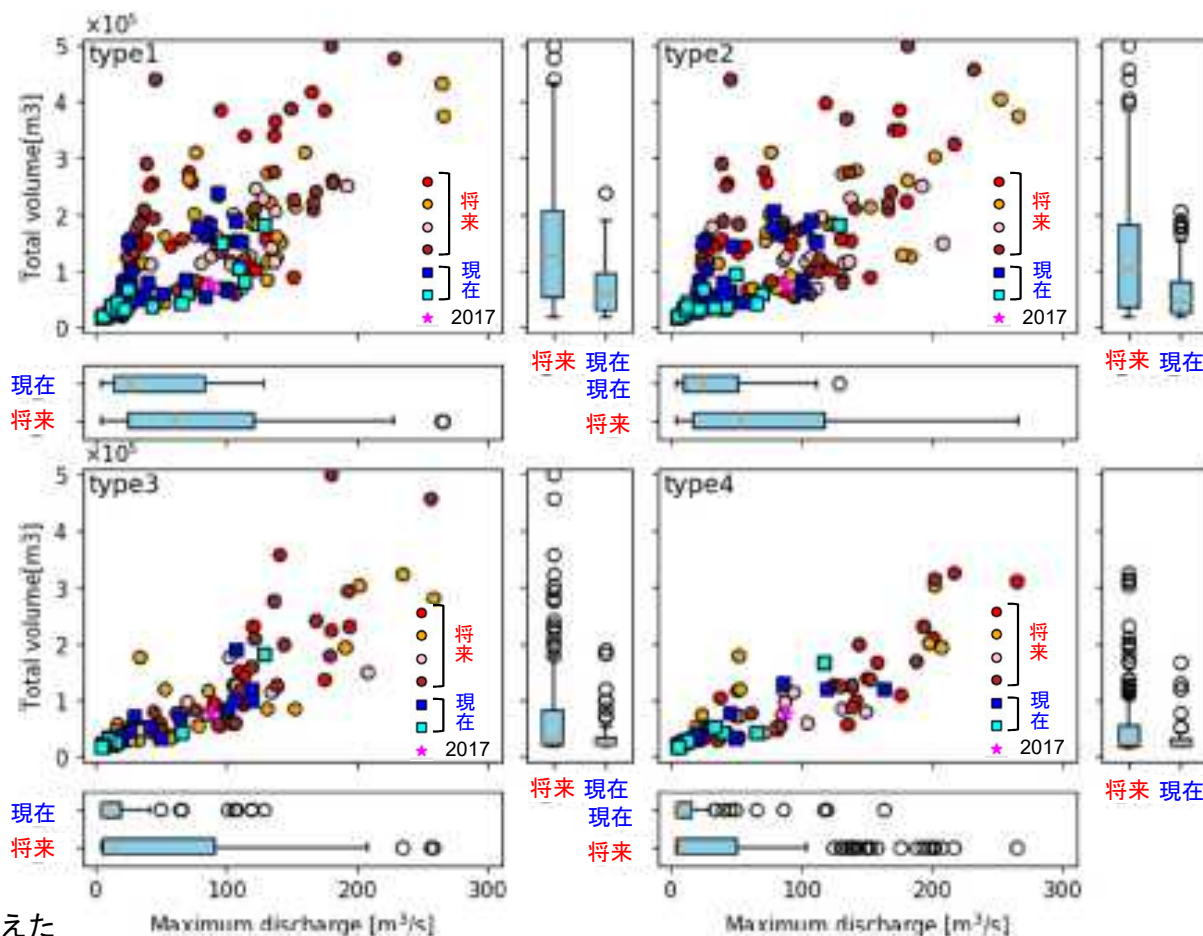 ×10⁵
type1
type2
Total volume[m3]
5
4
3
2
1
0
将来
現在
2017
将来
現在
2017
将来 現在
将来 現在
現在
将来
現在
将来
×10⁵
type3
type4
Total volume[m3]
5
4
3
2
1
0
将来
現在
2017
将来
現在
2017
将来 現在
将来 現在
現在
将来
現在
将来
0 100 200 300
0 100 200 300
えた
Maximum discharge [m³/s]
Maximum discharge [m³/s]